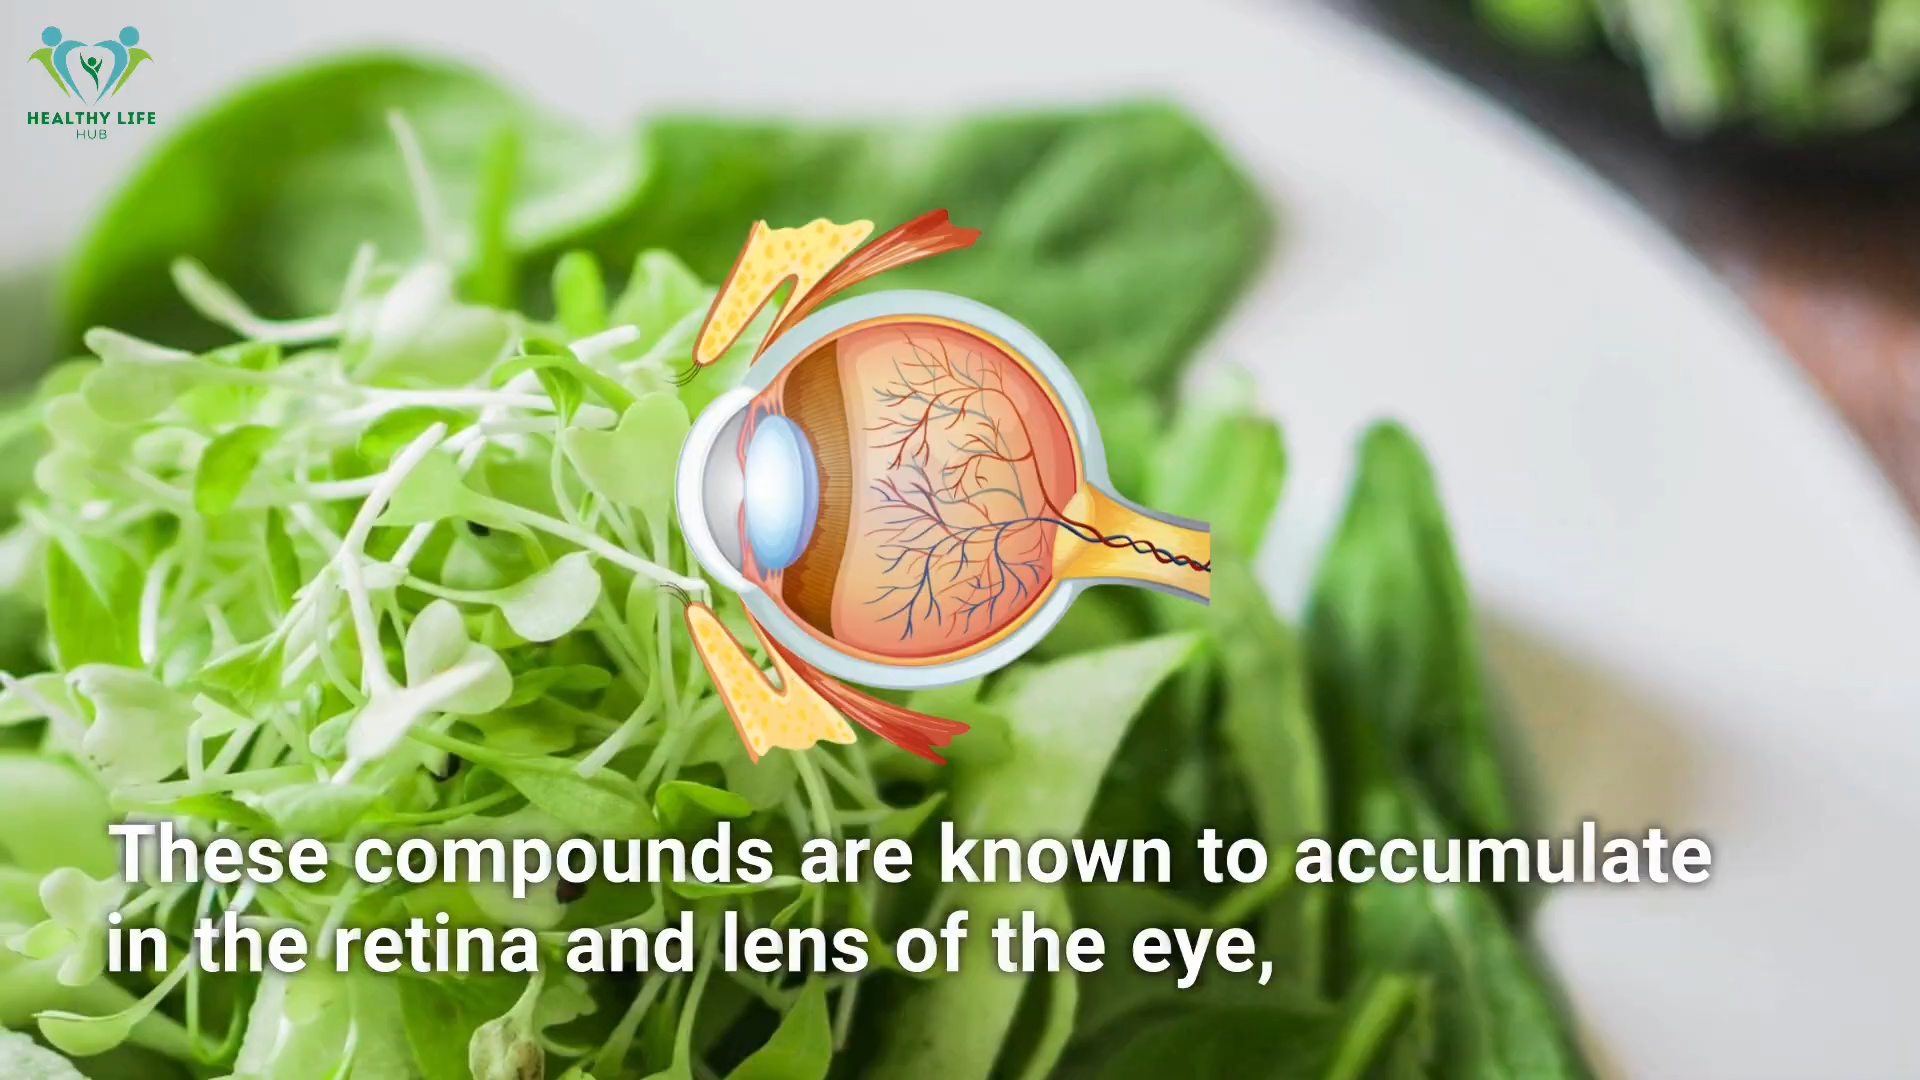 HEALTHY LIFE
HUB
These compounds are known to accumulate
in the retina and lens of the eye,